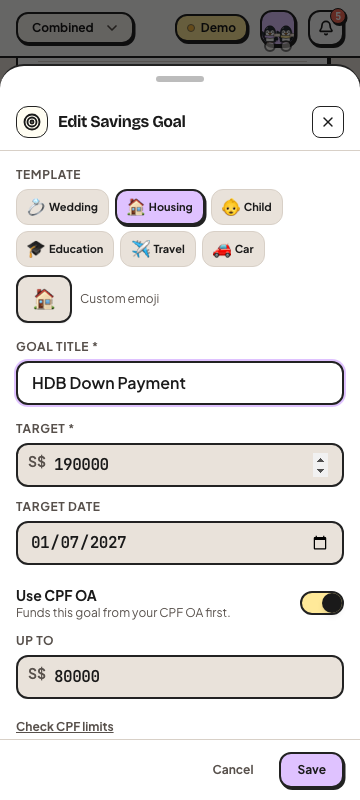 Combined
Demo
5
Edit Savings Goal
TEMPLATE
Wedding
Housing
Child
Education
Travel
Car
Custom emoji
GOAL TITLE *
HDB Down Payment
TARGET *
S$ 190000
TARGET DATE
01/07/2027
Use CPF OA
Funds this goal from your CPF OA first.
UP TO
S$ 80000
Check CPF limits
Cancel
Save